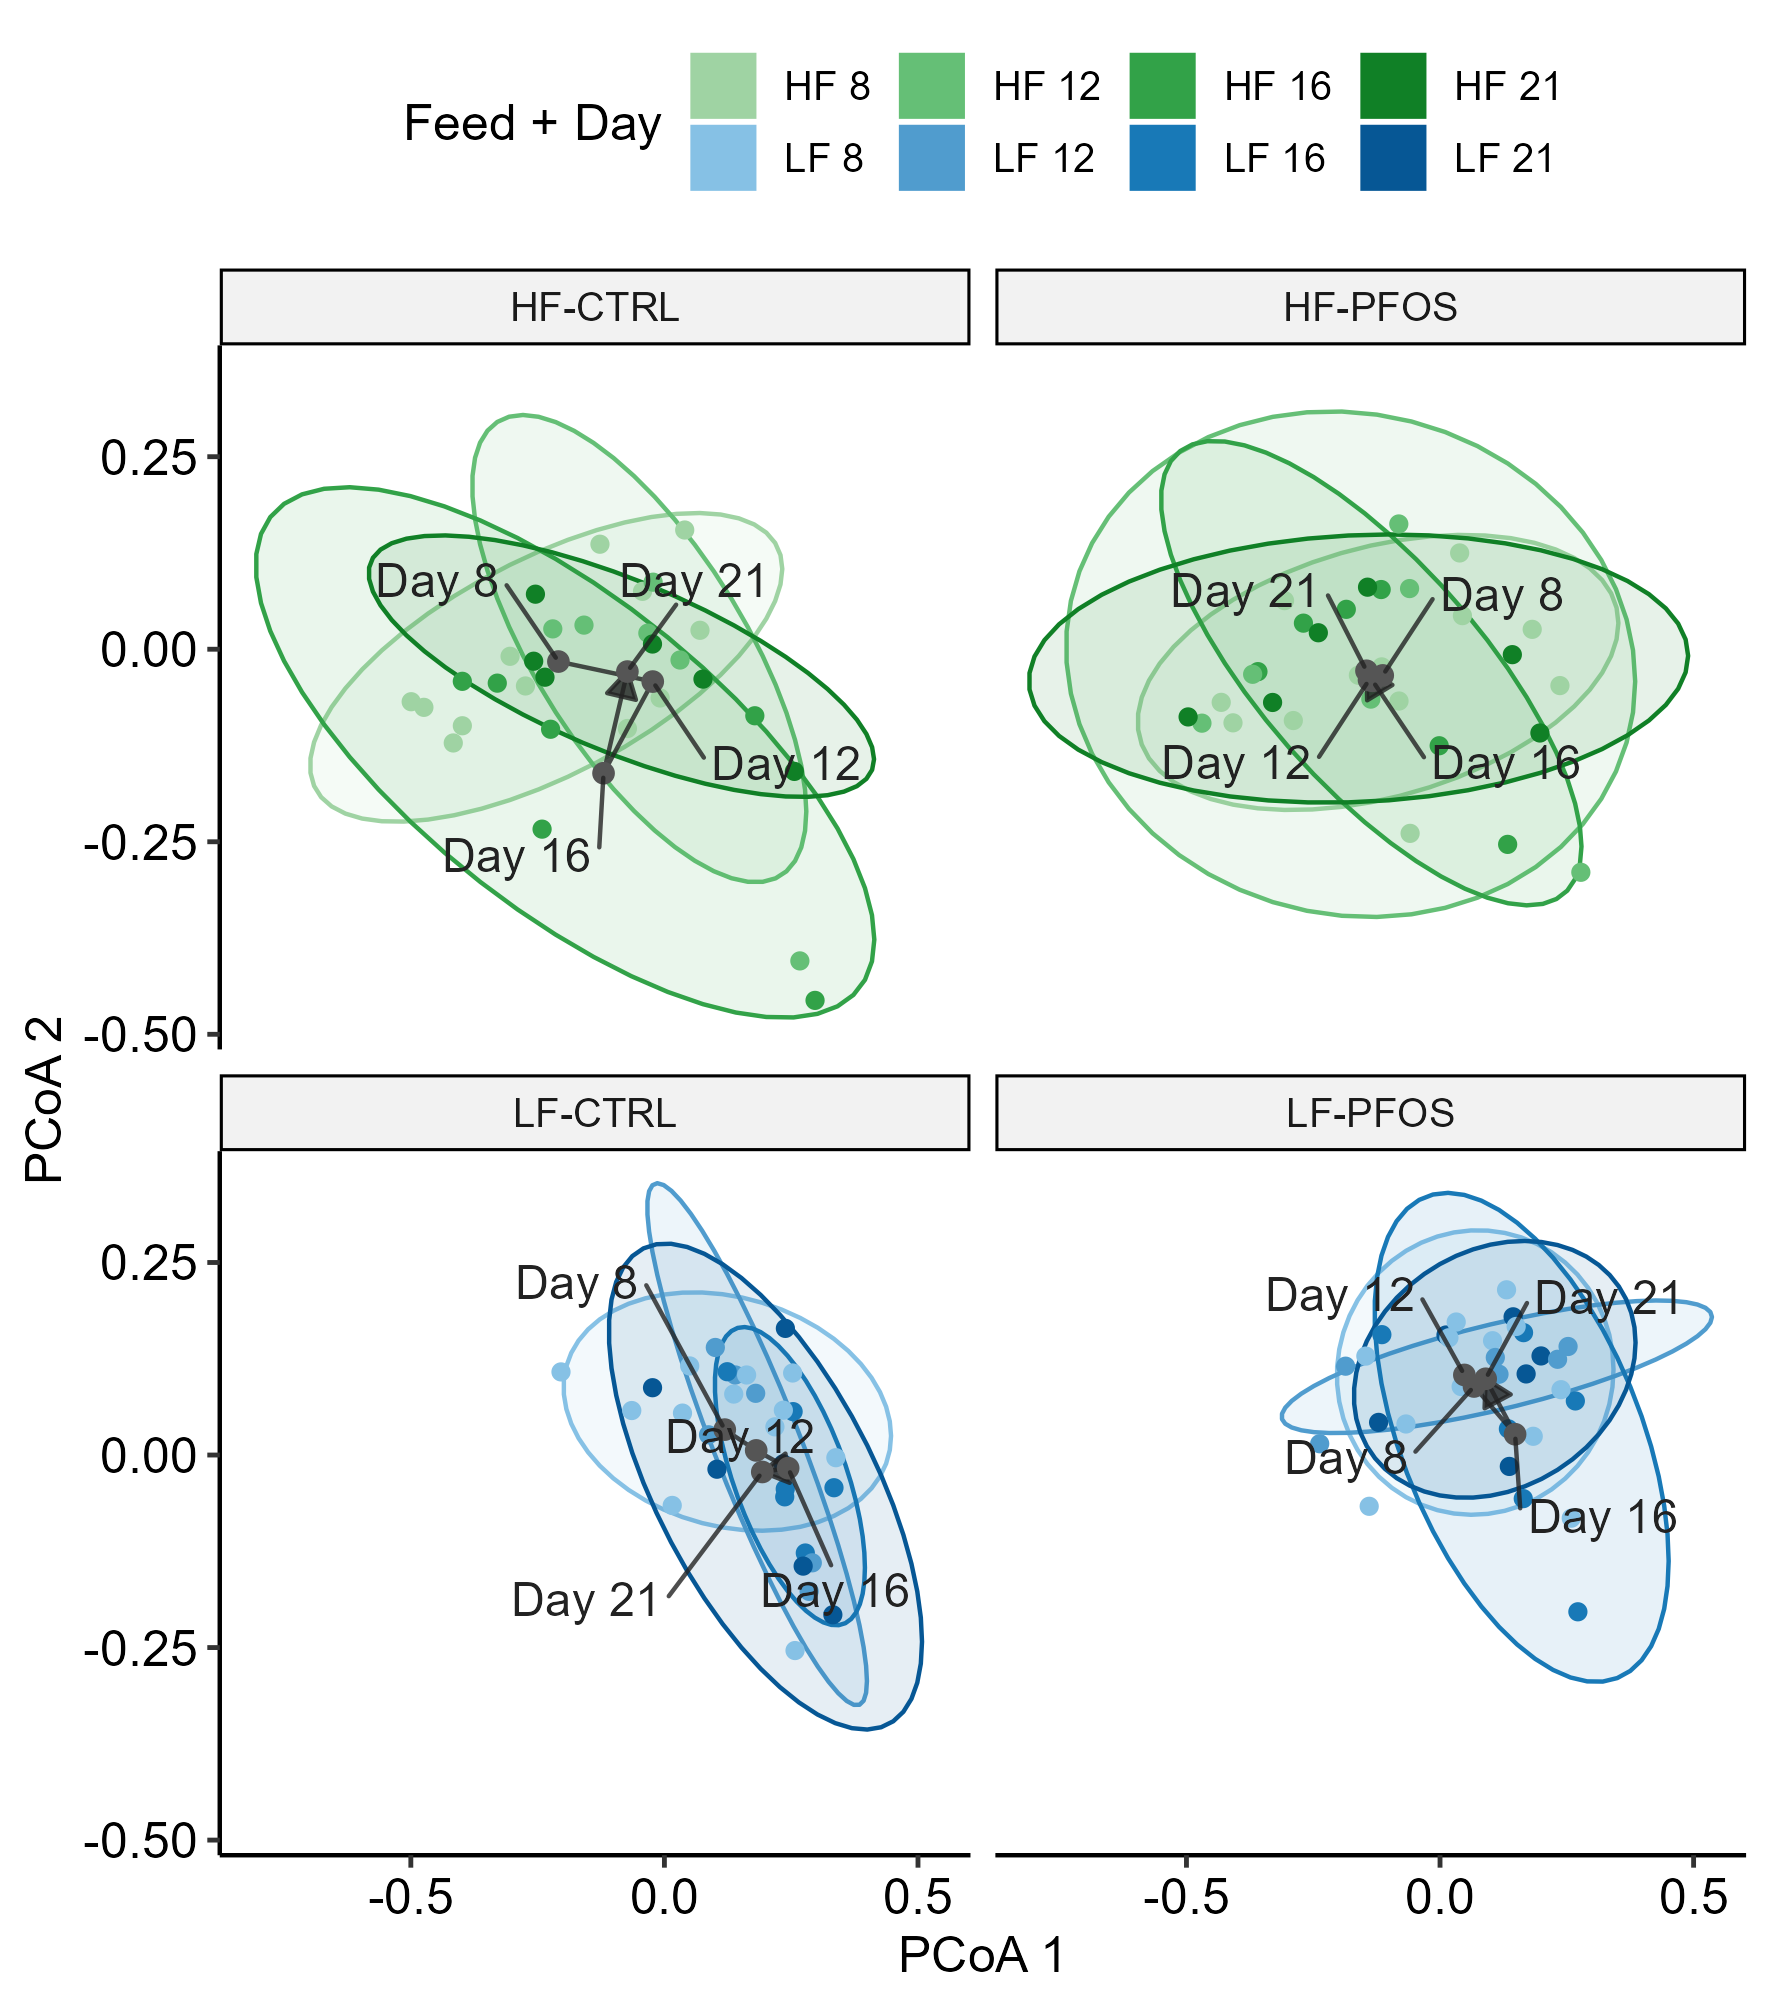 Feed + Day
HF 8
HF 12
HF 16
HF 21
LF 8
LF 12
LF 16
LF 21
HF-CTRL
HF-PFOS
0.25
0.00
-0.25
-0.50
Day 8
Day 21
Day 12
Day 16
Day 21
Day 8
Day 12
Day 16
PCoA 2
LF-CTRL
LF-PFOS
0.25
0.00
-0.25
-0.50
Day 8
Day 12
Day 21
Day 16
Day 12
Day 21
Day 8
Day 16
-0.5
0.0
0.5
-0.5
0.0
0.5
PCoA 1